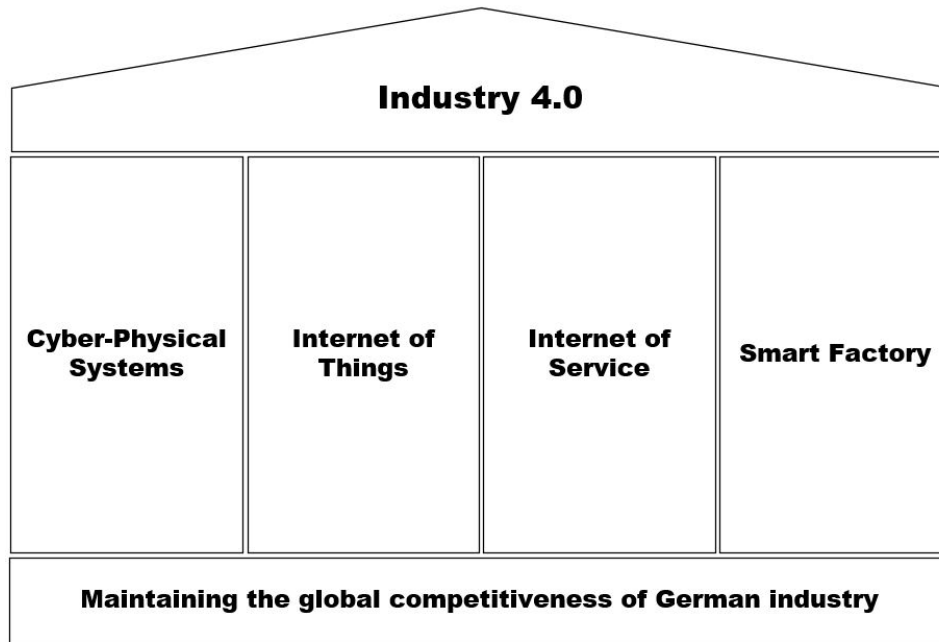 Industry 4.0
Cyber-Physical
Systems
Internet of
Things
Internet of
Service
Smart Factory
Maintaining the global competitiveness of German industry